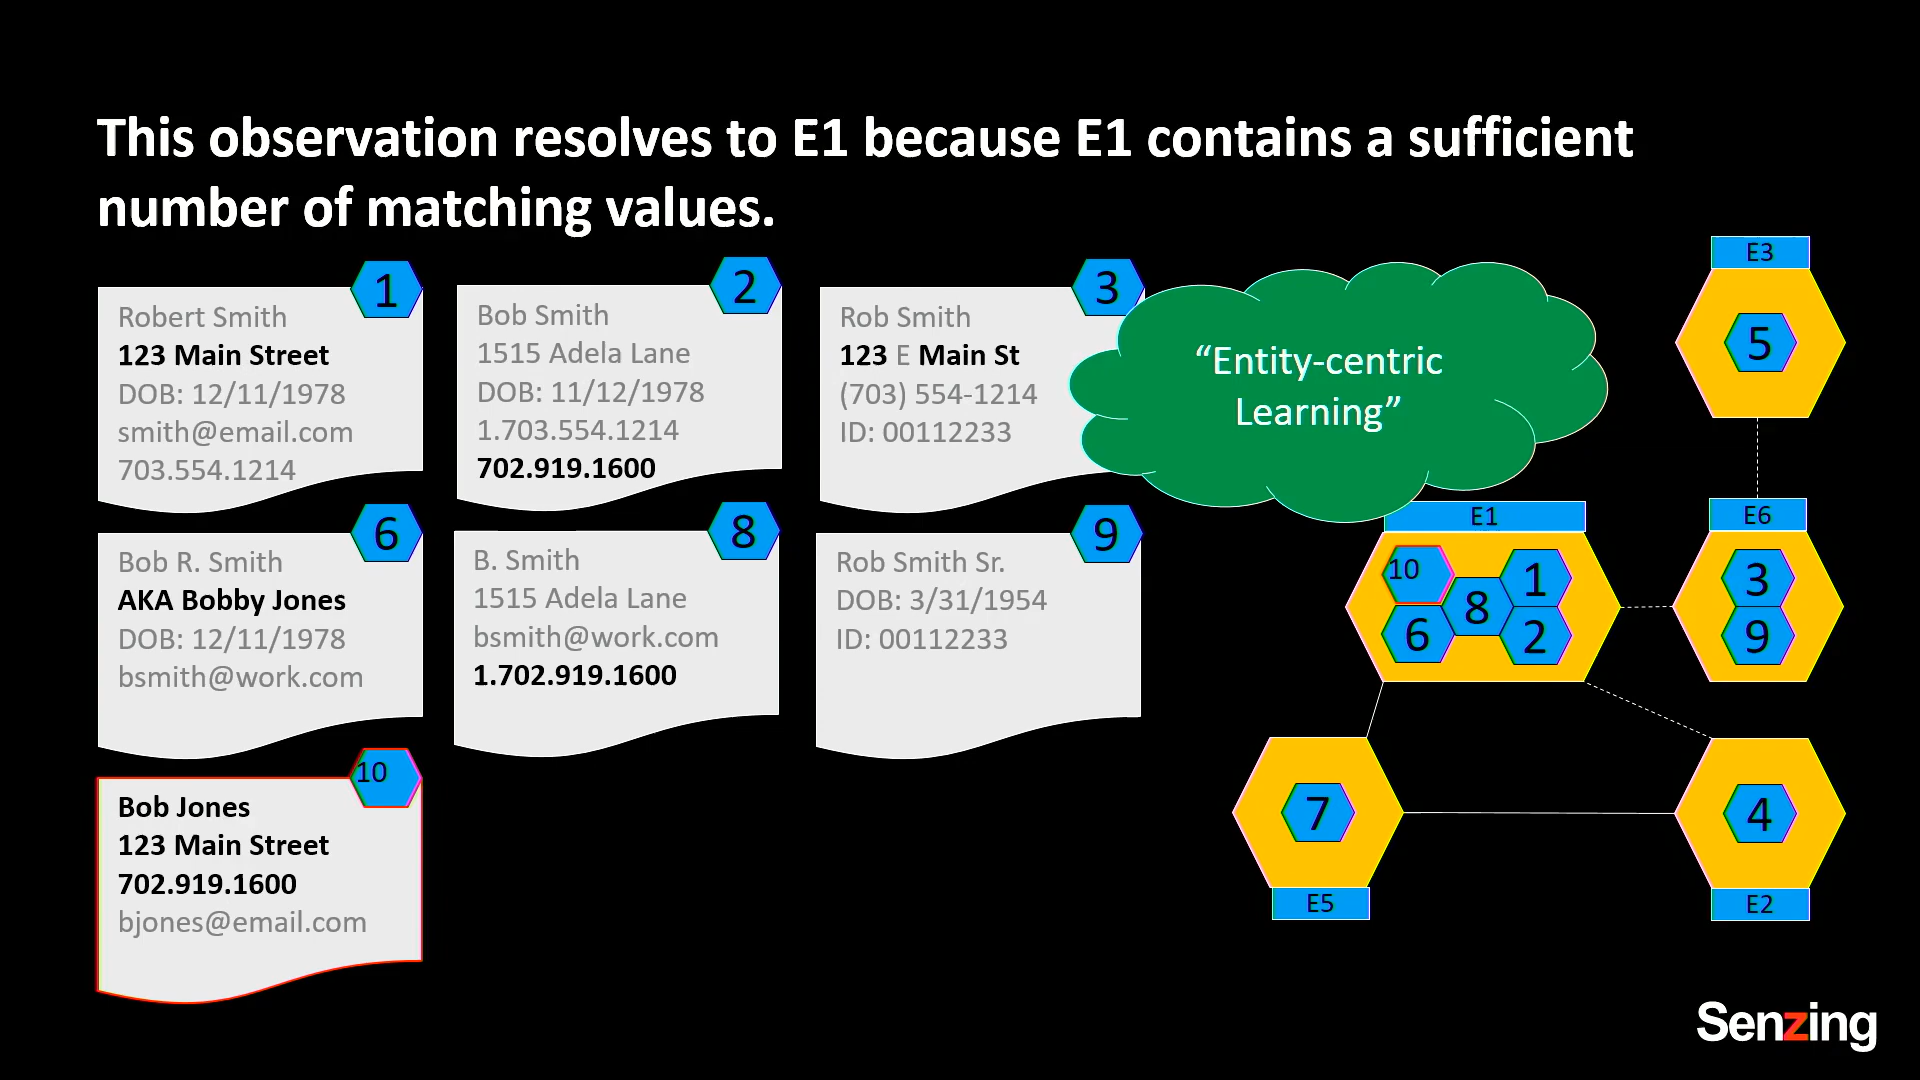 This observation resolves to E1 because E1 contains a sufficient
number of matching values.
1
Robert Smith
123 Main Street
DOB: 12/11/1978
smith@email.com
703.554.1214
2
Bob Smith
1515 Adela Lane
DOB: 11/12/1978
1.703.554.1214
702.919.1600
3
Rob Smith
123 E Main St
(703) 554-1214
ID: 00112233
"Entity-centric
Learning"
6
Bob R. Smith
AKA Bobby Jones
DOB: 12/11/1978
bsmith@work.com
8
B. Smith
1515 Adela Lane
bsmith@work.com
1.702.919.1600
9
Rob Smith Sr.
DOB: 3/31/1954
ID: 00112233
10
Bob Jones
123 Main Street
702.919.1600
bjones@email.com
E3
5
E1
10
1
8
6
2
E6
3
9
7
E5
4
E2
Senzing